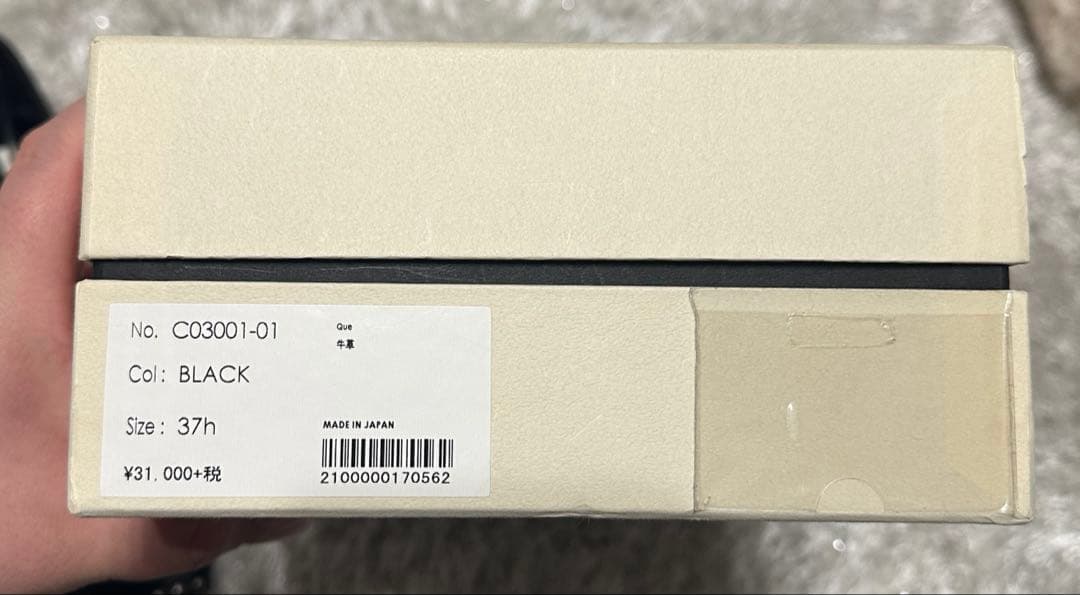 No. C03001-01
Que
牛革
Col: BLACK
Size: 37h
MADE IN JAPAN
¥31,000+税
2100000170562